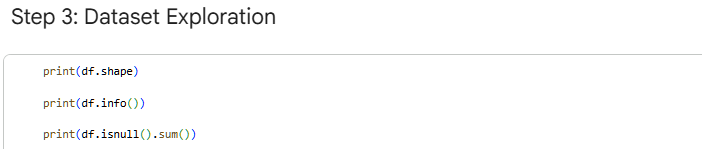 Step 3: Dataset Exploration
print(df.shape)
print(df.info())
print(df.isnull().sum())